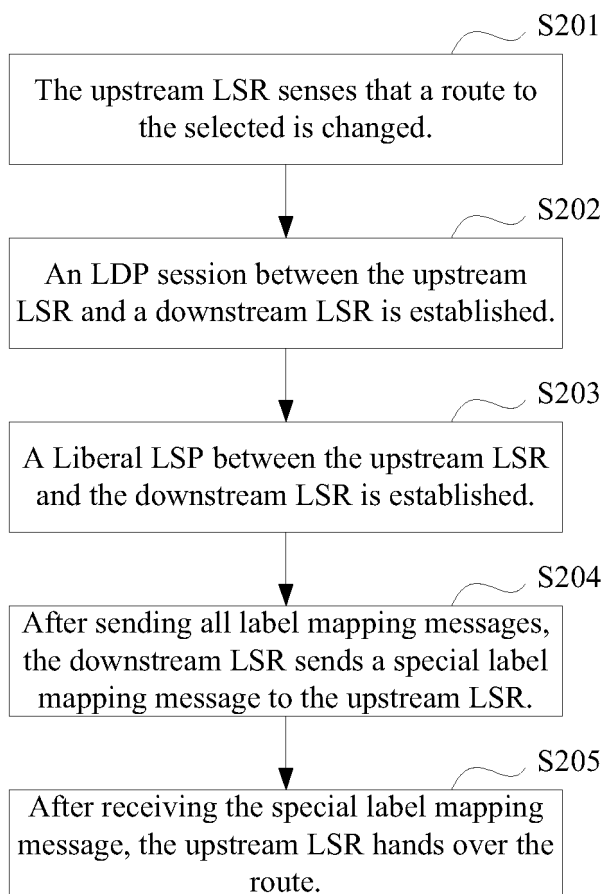 S201
The upstream LSR senses that a route to
the selected is changed.
S202
An LDP session between the upstream
LSR and a downstream LSR is established.
S203
A Liberal LSP between the upstream LSR
and the downstream LSR is established.
S204
After sending all label mapping messages,
the downstream LSR sends a special label
mapping message to the upstream LSR.
S205
After receiving the special label mapping
message, the upstream LSR hands over the
route.